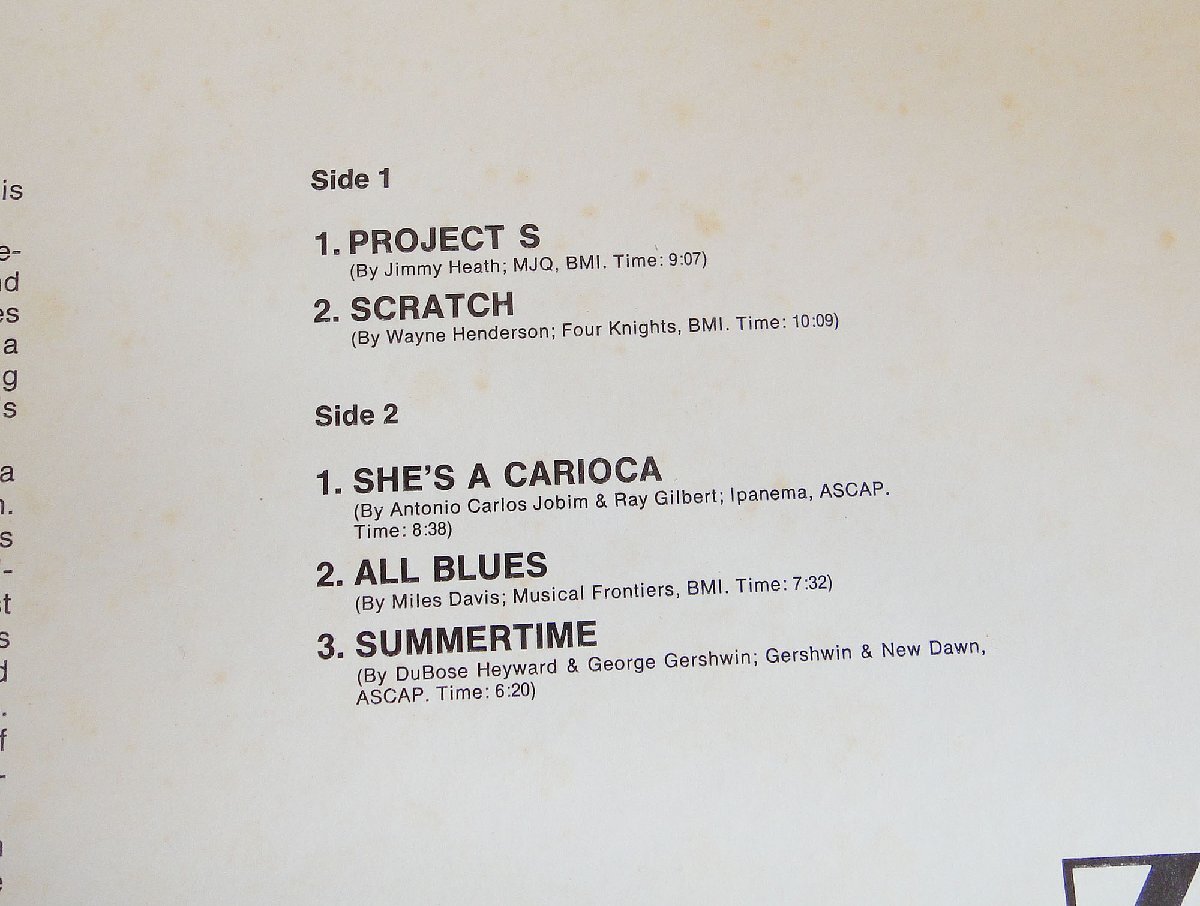 is
Side 1
1. PROJECT S
(By Jimmy Heath; MJQ, BMI. Time: 9:07)
2. SCRATCH
(By Wayne Henderson; Four Knights, BMI. Time: 10:09)
a
Side 2
1. SHE'S A CARIOCA
(By Antonio Carlos Jobim & Ray Gilbert; Ipanema, ASCAP.
Time: 8:38)
a
2. ALL BLUES
(By Miles Davis; Musical Frontiers, BMI. Time: 7:32)
3. SUMMERTIME
(By DuBose Heyward & George Gershwin; Gershwin & New Dawn,
ASCAP. Time: 6:20)